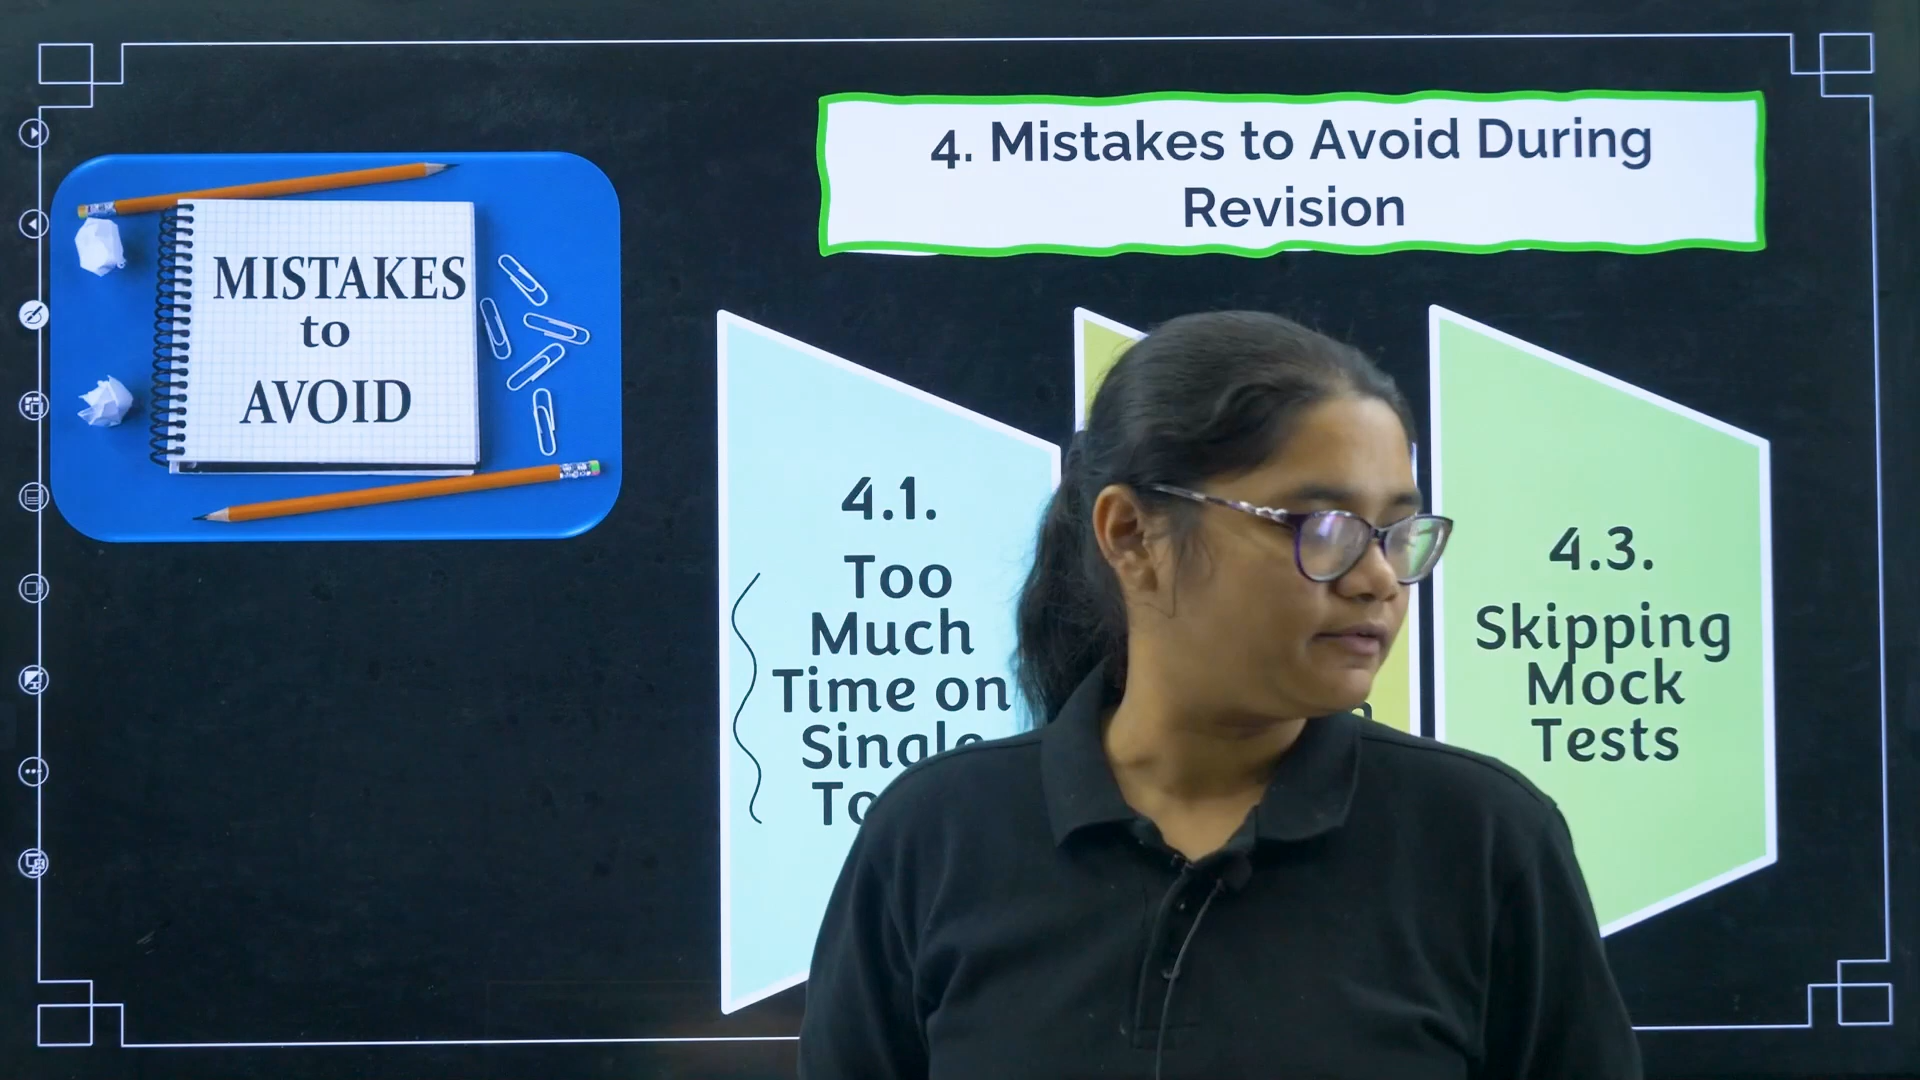 MISTAKES
to
AVOID
4. Mistakes to Avoid During
Revision
4.1.
Too
Much
Time on
4.3.
Skipping
Mock
Tests